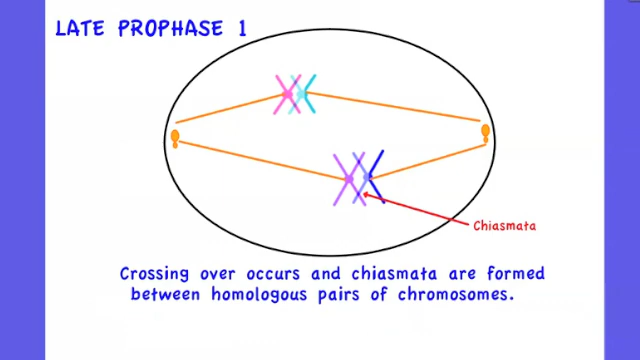 LATE PROPHASE 1
Chiasmata
Crossing over occurs and chiasmata are formed
between homologous pairs of chromosomes.